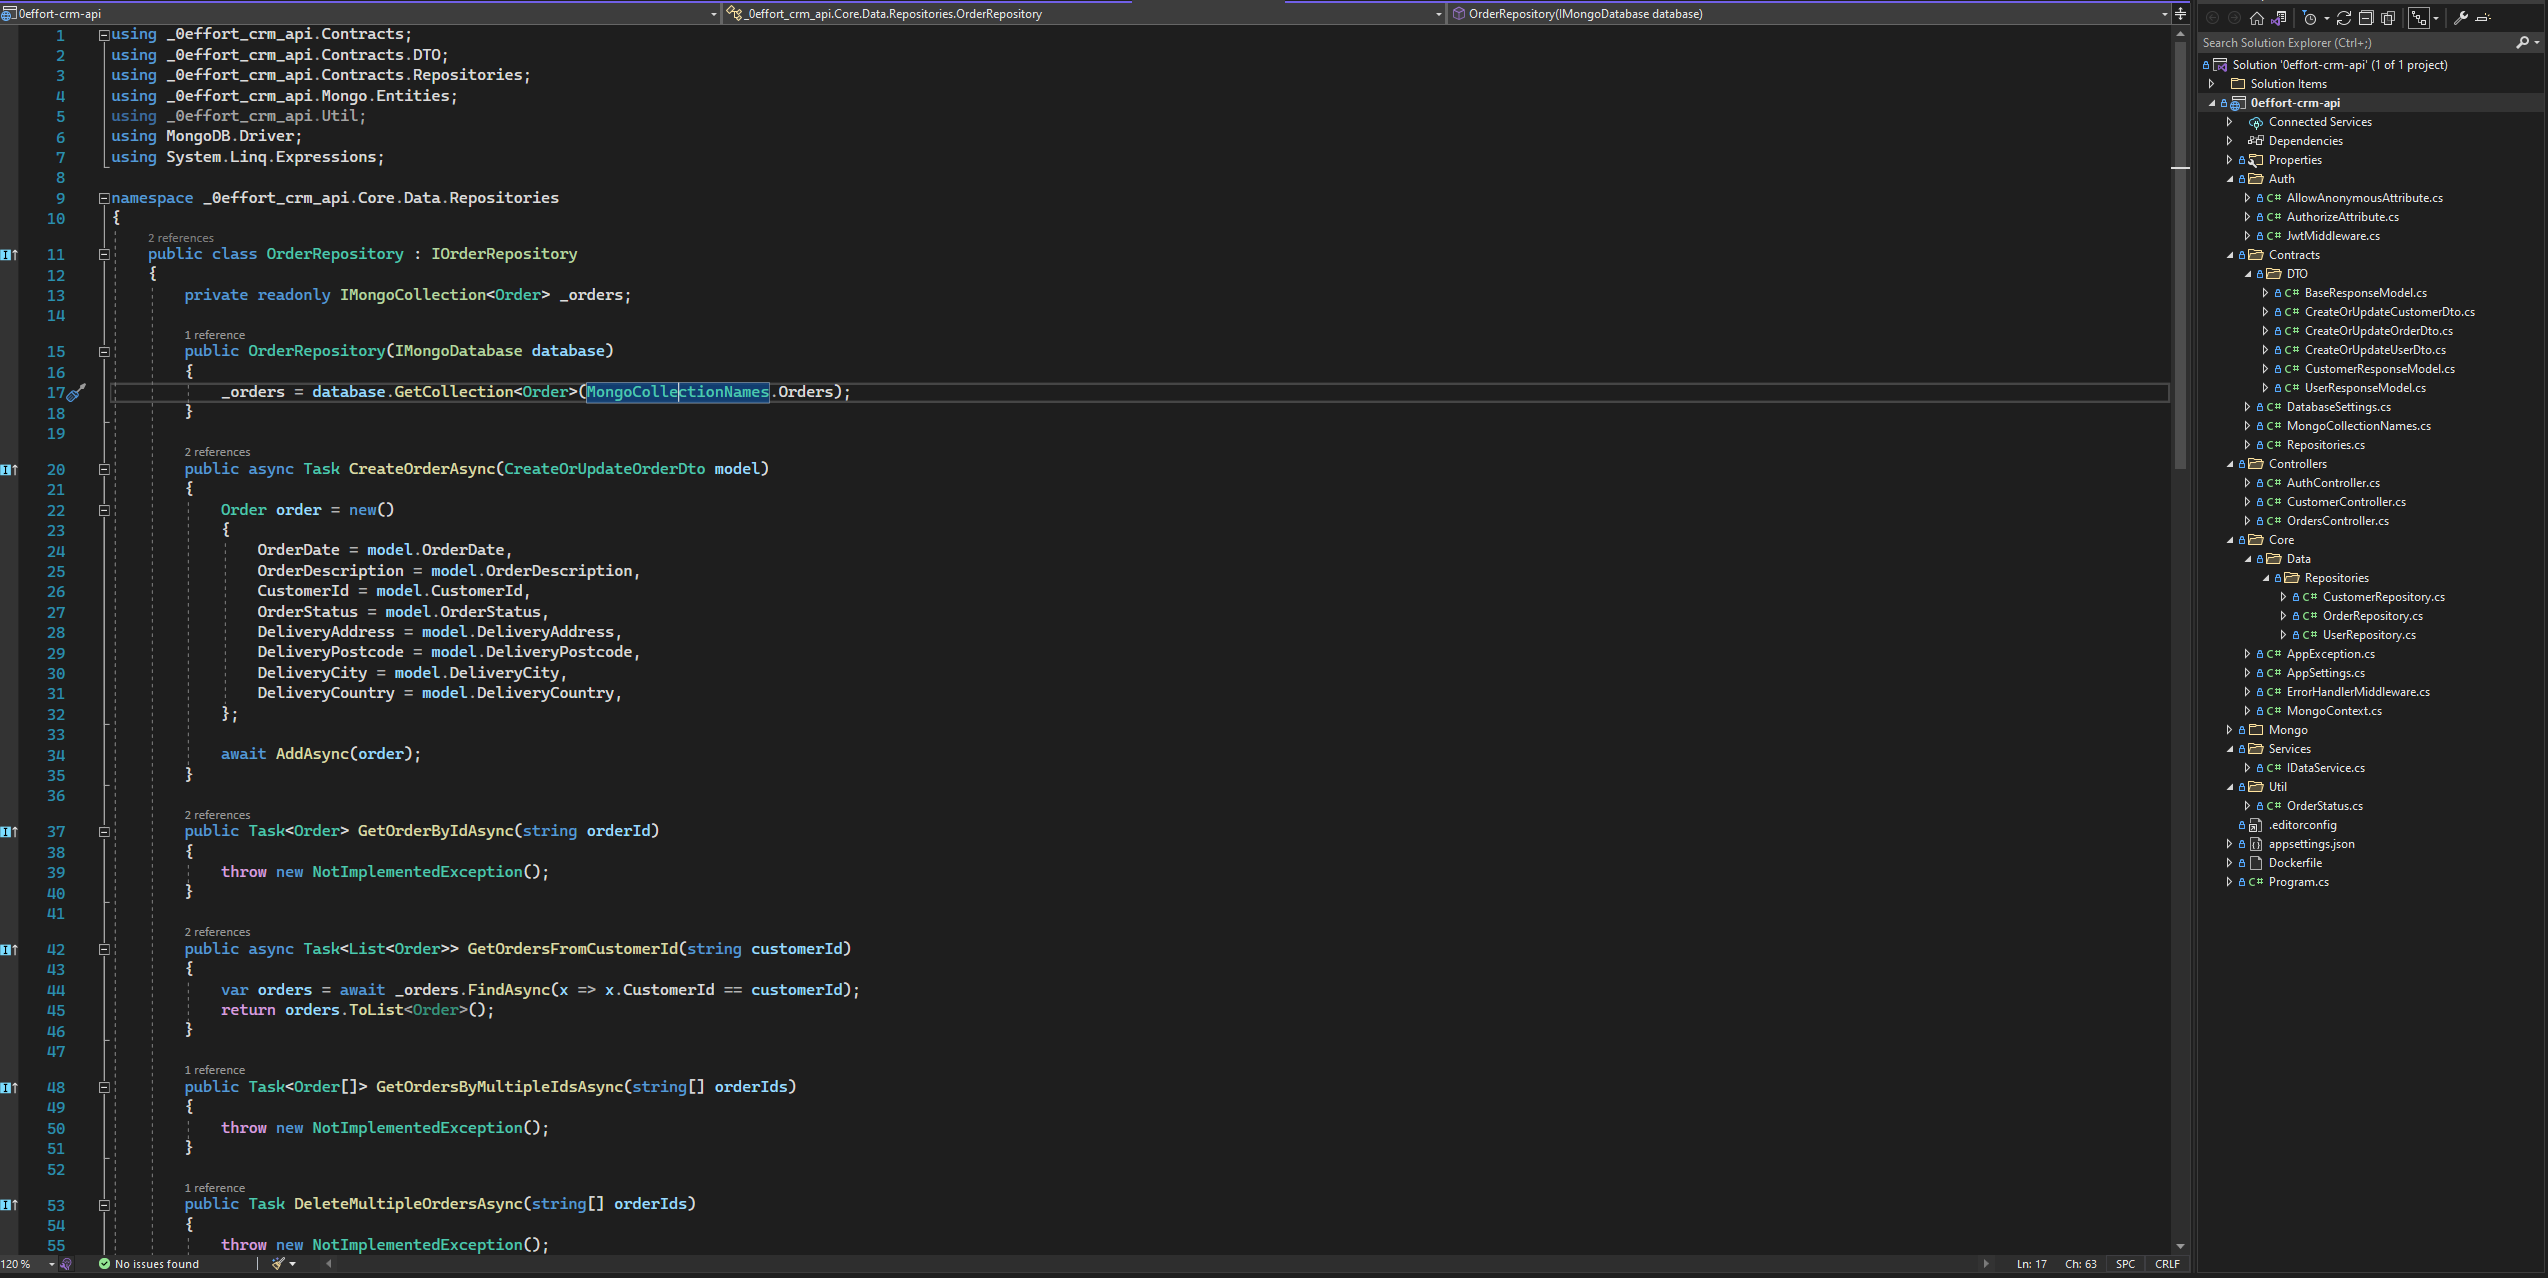 0effort-crm-api
_0effort_crm_api.Core.Data.Repositories.OrderRepository
OrderRepository(IMongoDatabase database)
1 using _0effort_crm_api.Contracts;
2 using _0effort_crm_api.Contracts.DTO;
3 using _0effort_crm_api.Contracts.Repositories;
4 using _0effort_crm_api.Mongo.Entities;
5 using _0effort_crm_api.Util;
6 using MongoDB.Driver;
7 using System.Linq.Expressions;
8
9 namespace _0effort_crm_api.Core.Data.Repositories
10 {
2 references
11 public class OrderRepository : IOrderRepository
12 {
13 private readonly IMongoCollection<Order> _orders;
14
1 reference
15 public OrderRepository(IMongoDatabase database)
16 {
17 _orders = database.GetCollection<Order>(MongoCollectionNames.Orders);
18 }
19
2 references
20 public async Task CreateOrderAsync(CreateOrUpdateOrderDto model)
21 {
22 Order order = new()
23 {
24 OrderDate = model.OrderDate,
25 OrderDescription = model.OrderDescription,
26 CustomerId = model.CustomerId,
27 OrderStatus = model.OrderStatus,
28 DeliveryAddress = model.DeliveryAddress,
29 DeliveryPostcode = model.DeliveryPostcode,
30 DeliveryCity = model.DeliveryCity,
31 DeliveryCountry = model.DeliveryCountry,
32 };
33
34 await AddAsync(order);
35 }
36
2 references
37 public Task<Order> GetOrderByIdAsync(string orderId)
38 {
39 throw new NotImplementedException();
40 }
41
2 references
42 public async Task<List<Order>> GetOrdersFromCustomerId(string customerId)
43 {
44 var orders = await _orders.FindAsync(x => x.CustomerId == customerId);
45 return orders.ToList<Order>();
46 }
47
1 reference
48 public Task<Order[]> GetOrdersByMultipleIdsAsync(string[] orderIds)
49 {
50 throw new NotImplementedException();
51 }
52
1 reference
53 public Task DeleteMultipleOrdersAsync(string[] orderIds)
54 {
55 throw new NotImplementedException();
120 %
No issues found
Ln: 17 Ch: 63 SPC CRLF
Search Solution Explorer (Ctrl+;)
Solution '0effort-crm-api' (1 of 1 project)
Solution Items
0effort-crm-api
Connected Services
Dependencies
Properties
Auth
C# AllowAnonymousAttribute.cs
C# AuthorizeAttribute.cs
C# JwtMiddleware.cs
Contracts
DTO
C# BaseResponseModel.cs
C# CreateOrUpdateCustomerDto.cs
C# CreateOrUpdateOrderDto.cs
C# CreateOrUpdateUserDto.cs
C# CustomerResponseModel.cs
C# UserResponseModel.cs
C# DatabaseSettings.cs
C# MongoCollectionNames.cs
C# Repositories.cs
Controllers
C# AuthController.cs
C# CustomerController.cs
C# OrdersController.cs
Core
Data
Repositories
C# CustomerRepository.cs
C# OrderRepository.cs
C# UserRepository.cs
C# AppException.cs
C# AppSettings.cs
C# ErrorHandlerMiddleware.cs
C# MongoContext.cs
Mongo
Services
C# IDataService.cs
Util
C# OrderStatus.cs
.editorconfig
appsettings.json
Dockerfile
C# Program.cs